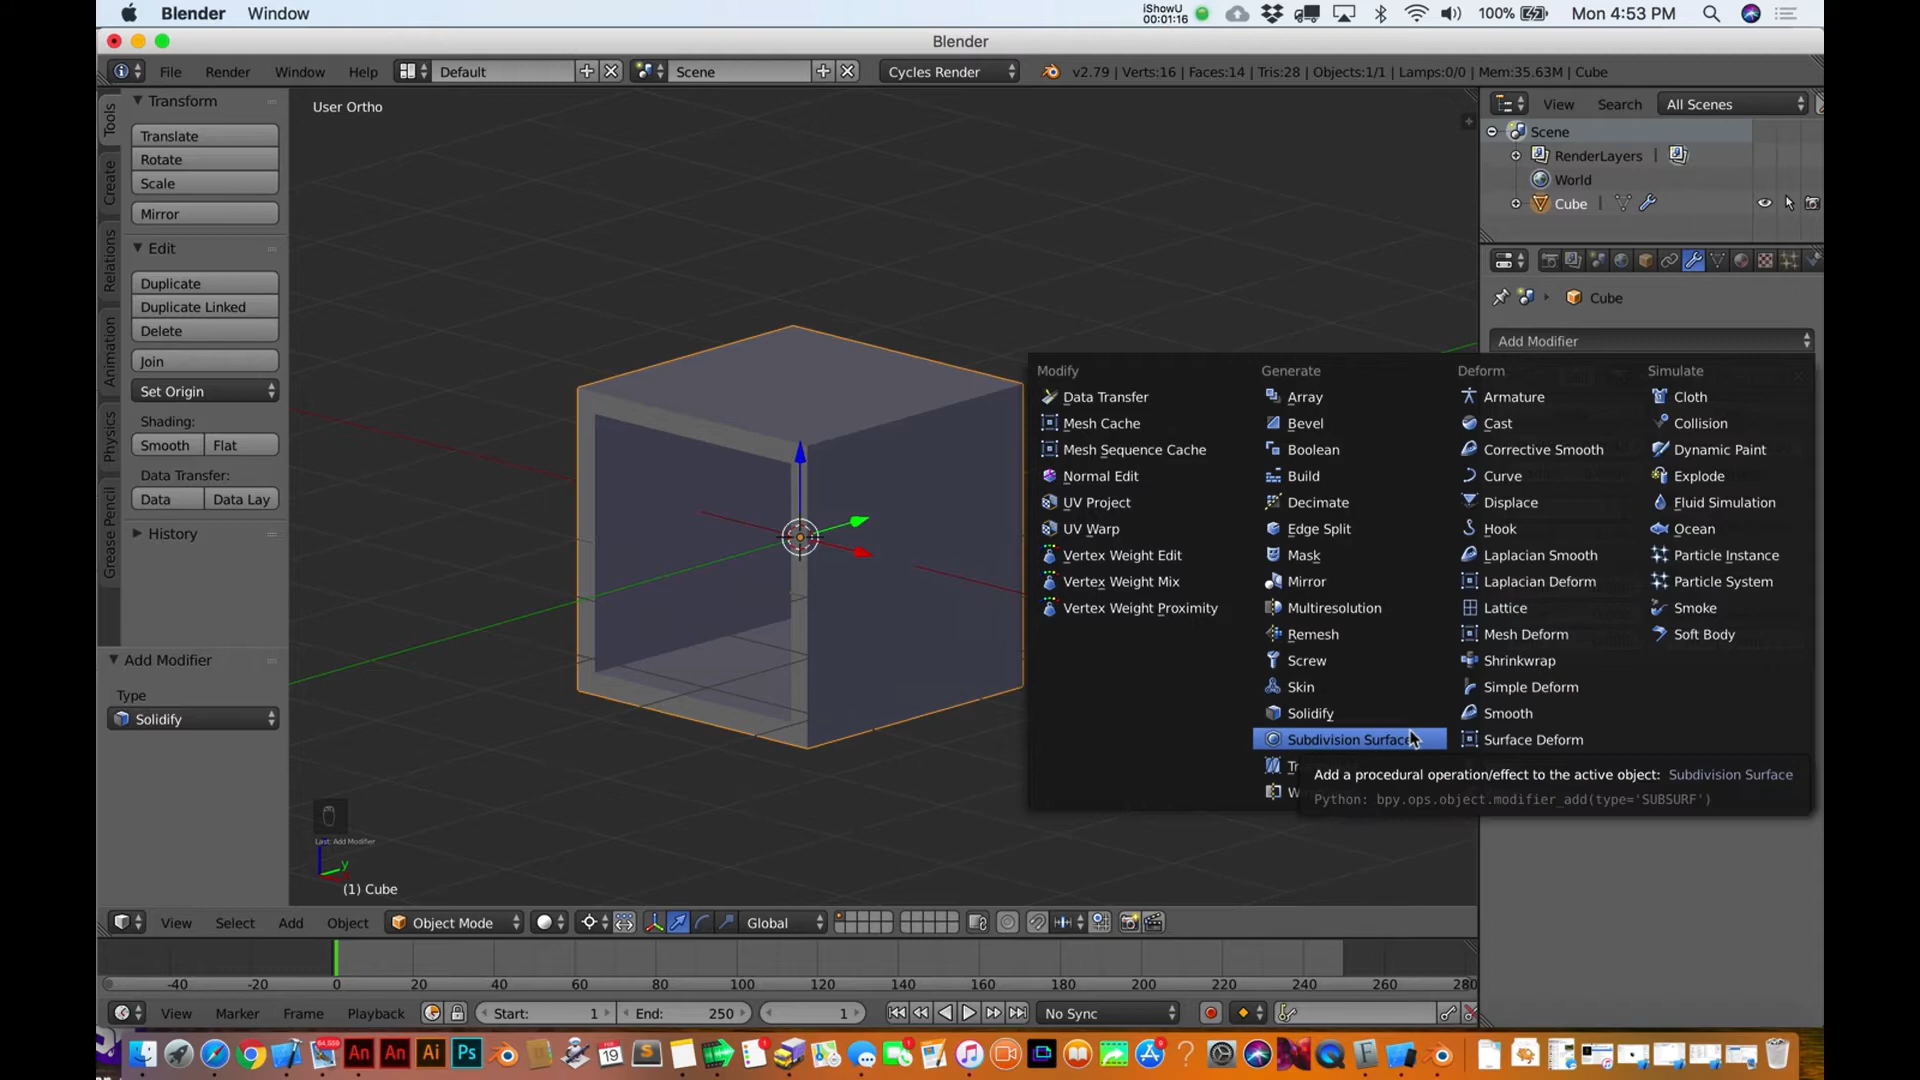 Blender Window
iShowU
00:01:16
100%
Mon 4:53 PM
Blender
File Render Window Help
Default
Scene
Cycles Render
v2.79 | Verts:16 | Faces:14 | Tris:28 | Objects:1/1 | Lamps:0/0 | Mem:35.63M | Cube
Tools
Create
Relations
Animation
Physics
Grease Pencil
Transform
Translate
Rotate
Scale
Mirror
Edit
Duplicate
Duplicate Linked
Delete
Join
Set Origin
Shading:
Smooth Flat
Data Transfer:
Data Data Lay
History
Add Modifier
Type
Solidify
User Ortho
Last: Add Modifier
y
(1) Cube
View Search All Scenes
Scene
RenderLayers
World
Cube
Cube
Add Modifier
Modify
Data Transfer
Mesh Cache
Mesh Sequence Cache
Normal Edit
UV Project
UV Warp
Vertex Weight Edit
Vertex Weight Mix
Vertex Weight Proximity
Generate
Array
Bevel
Boolean
Build
Decimate
Edge Split
Mask
Mirror
Multiresolution
Remesh
Screw
Skin
Solidify
Subdivision Surface
Tr
W
Deform
Armature
Cast
Corrective Smooth
Curve
Displace
Hook
Laplacian Smooth
Laplacian Deform
Lattice
Mesh Deform
Shrinkwrap
Simple Deform
Smooth
Surface Deform
Simulate
Cloth
Collision
Dynamic Paint
Explode
Fluid Simulation
Ocean
Particle Instance
Particle System
Smoke
Soft Body
Add a procedural operation/effect to the active object: Subdivision Surface
Python: bpy.ops.object.modifier_add(type='SUBSURF')
View Select Add Object Object Mode Global
-40 -20 0 20 40 60 80 100 120 140 160 180 200 220 240 260 280
View Marker Frame Playback Start: 1 End: 250 1 No Sync
An An Ai Ps 19